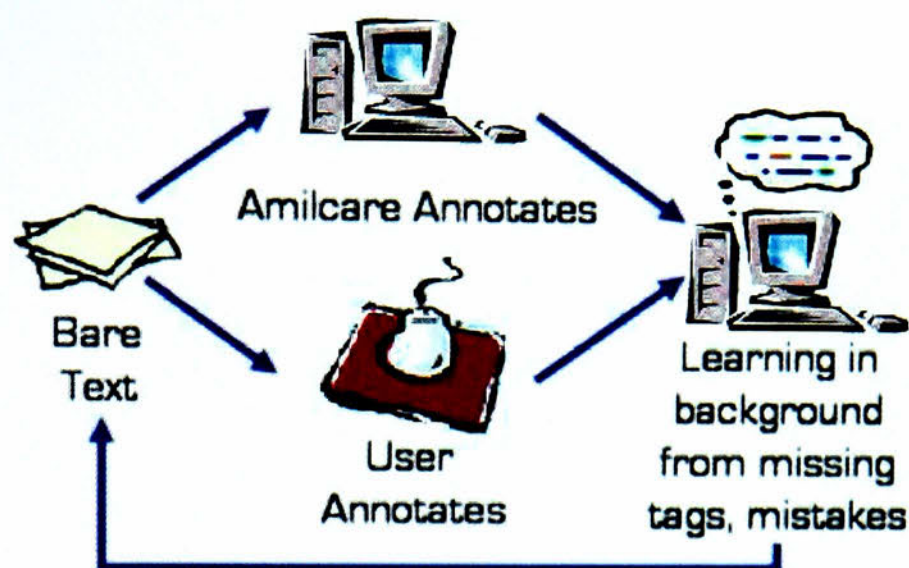 Amilcare Annotates
Bare
Text
User
Annotates
Learning in
background
from missing
tags, mistakes